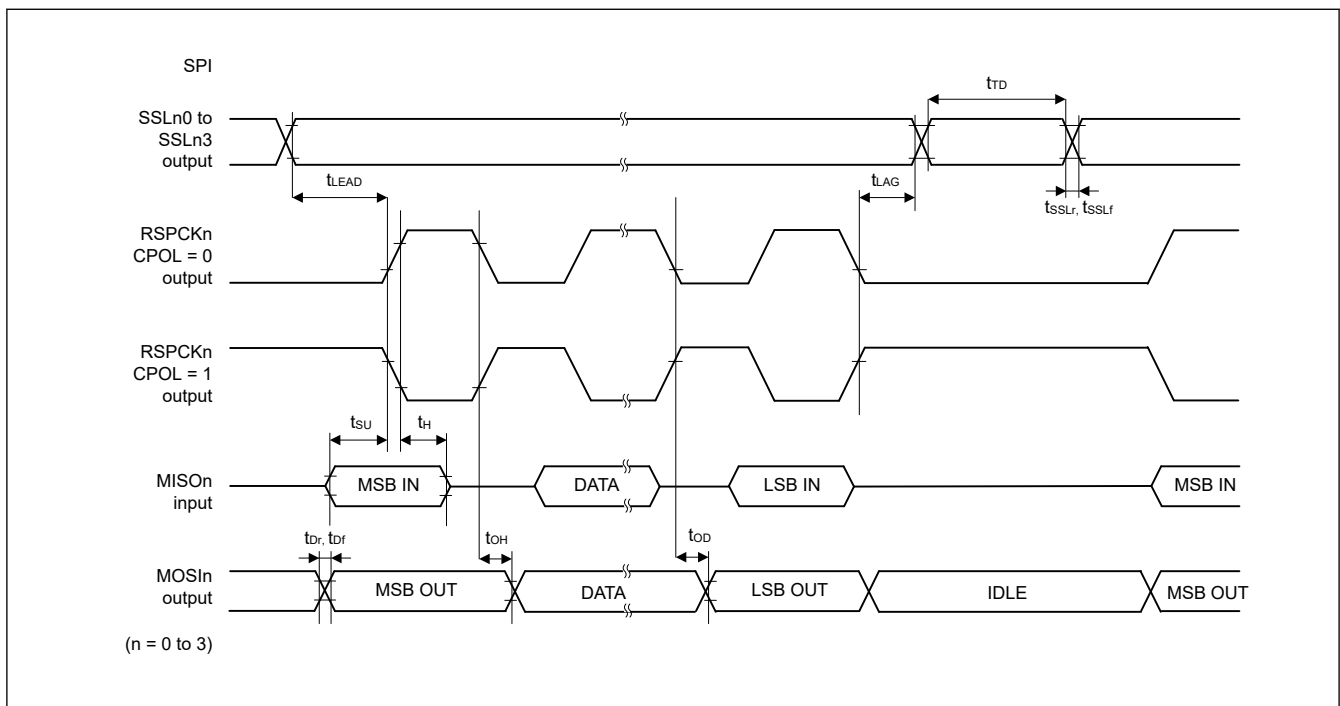 SPI
tTD
SSLn0 to
SSLn3
output
tLEAD
tLAG
tSSLr, tSSLf
RSPCKn
CPOL = 0
output
RSPCKn
CPOL = 1
output
tSU
tH
MISOn
input
MSB IN
DATA
LSB IN
MSB IN
tDr, tDf
tOH
tOD
MOSIn
output
MSB OUT
DATA
LSB OUT
IDLE
MSB OUT
(n = 0 to 3)